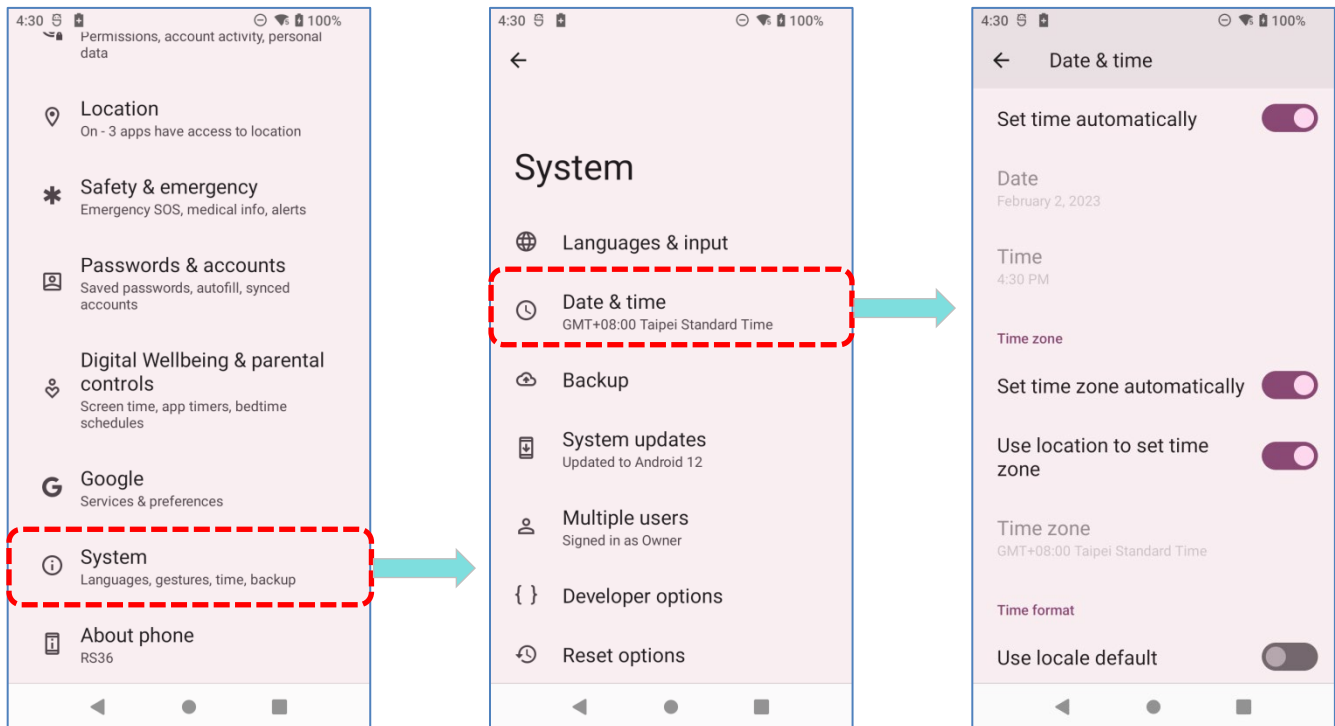 4:30 100%
Permissions, account activity, personal
data
Location
On - 3 apps have access to location
Safety & emergency
Emergency SOS, medical info, alerts
Passwords & accounts
Saved passwords, autofill, synced
accounts
Digital Wellbeing & parental
controls
Screen time, app timers, bedtime
schedules
Google
Services & preferences
System
Languages, gestures, time, backup
About phone
RS36
4:30 100%
System
Languages & input
Date & time
GMT+08:00 Taipei Standard Time
Backup
System updates
Updated to Android 12
Multiple users
Signed in as Owner
{ } Developer options
Reset options
4:30 100%
Date & time
Set time automatically
Date
February 2, 2023
Time
4:30 PM
Time zone
Set time zone automatically
Use location to set time
zone
Time zone
GMT+08:00 Taipei Standard Time
Time format
Use locale default